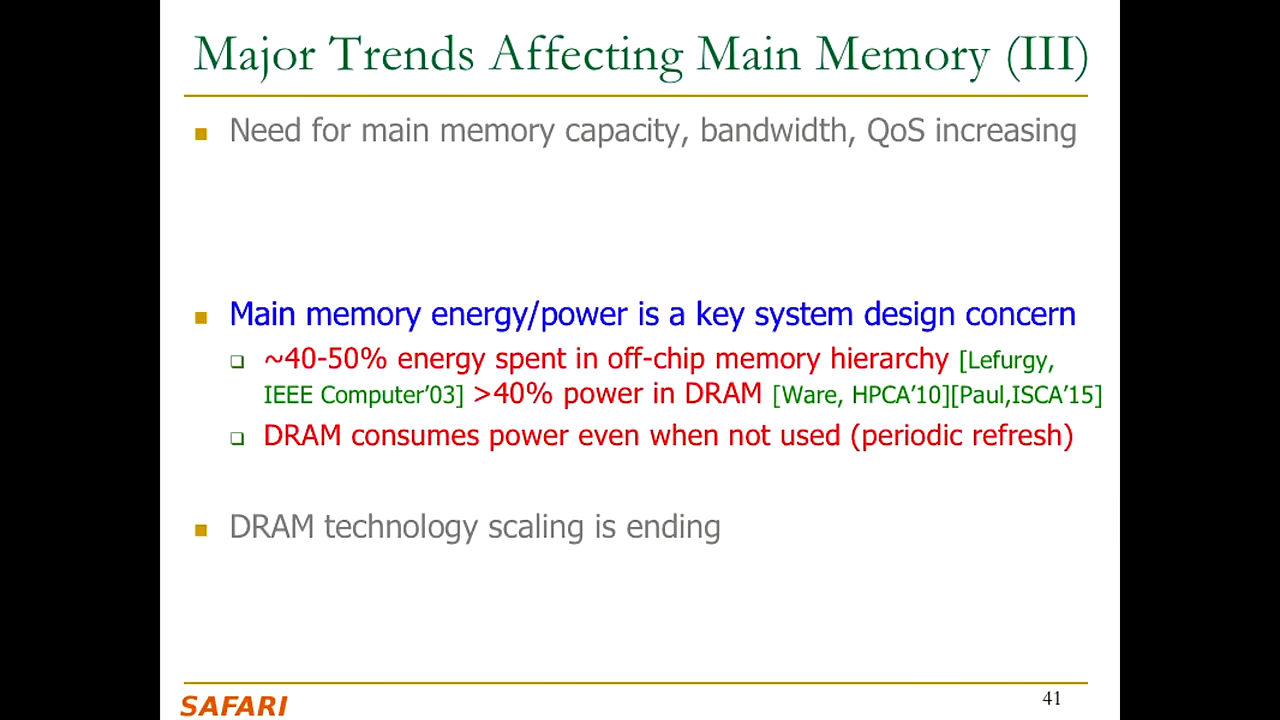 Major Trends Affecting Main Memory (III)
Need for main memory capacity, bandwidth, QoS increasing
Main memory energy/power is a key system design concern
~40-50% energy spent in off-chip memory hierarchy [Lefurgy,
IEEE Computer’03] >40% power in DRAM [Ware, HPCA’10][Paul,ISCA’15]
DRAM consumes power even when not used (periodic refresh)
DRAM technology scaling is ending
SAFARI
41